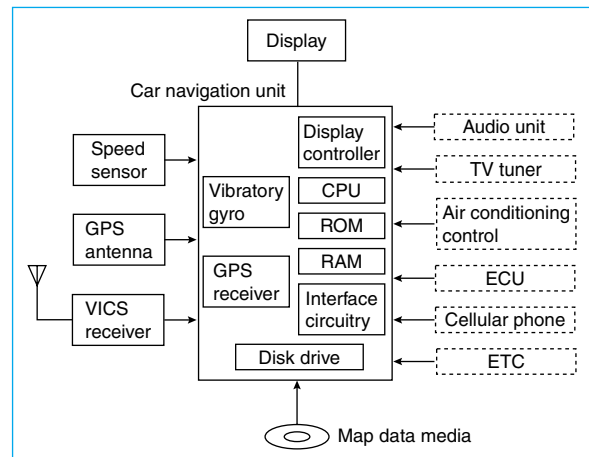 Display
Car navigation unit
Speed
sensor
GPS
antenna
VICS
receiver
Vibratory
gyro
GPS
receiver
Display
controller
CPU
ROM
RAM
Interface
circuitry
Disk drive
Audio unit
TV tuner
Air conditioning
control
ECU
Cellular phone
ETC
Map data media